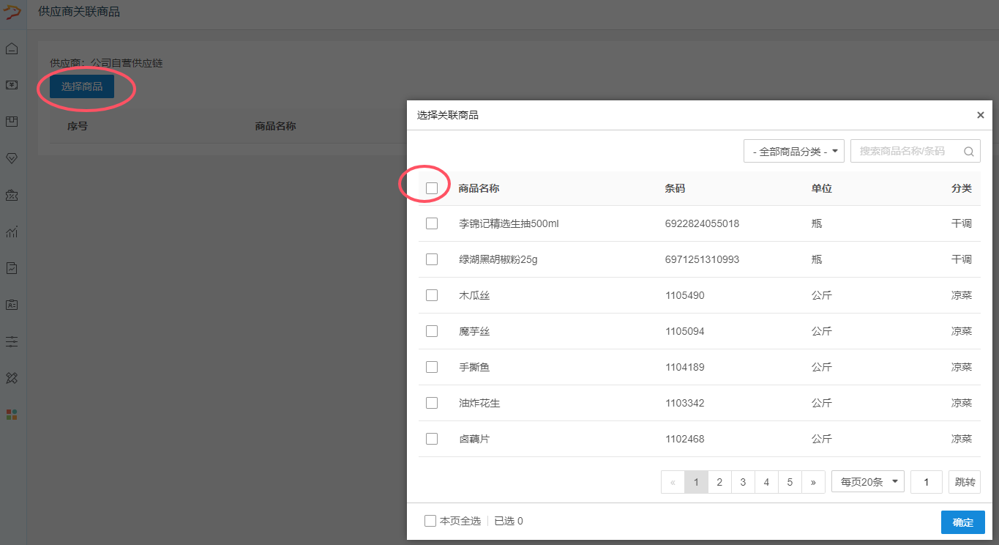 供应商关联商品
供应商：公司自营供应链
选择商品
序号 商品名称
选择关联商品 ×
- 全部商品分类 - 搜索商品名称/条码
商品名称 条码 单位 分类
李锦记精选生抽500ml 6922824055018 瓶 干调
绿湖黑胡椒粉25g 6971251310993 瓶 干调
木瓜丝 1105490 公斤 凉菜
魔芋丝 1105094 公斤 凉菜
手撕鱼 1104189 公斤 凉菜
油炸花生 1103342 公斤 凉菜
卤藕片 1102468 公斤 凉菜
« 1 2 3 4 5 » 每页20条 1 跳转
本页全选 已选 0 确定